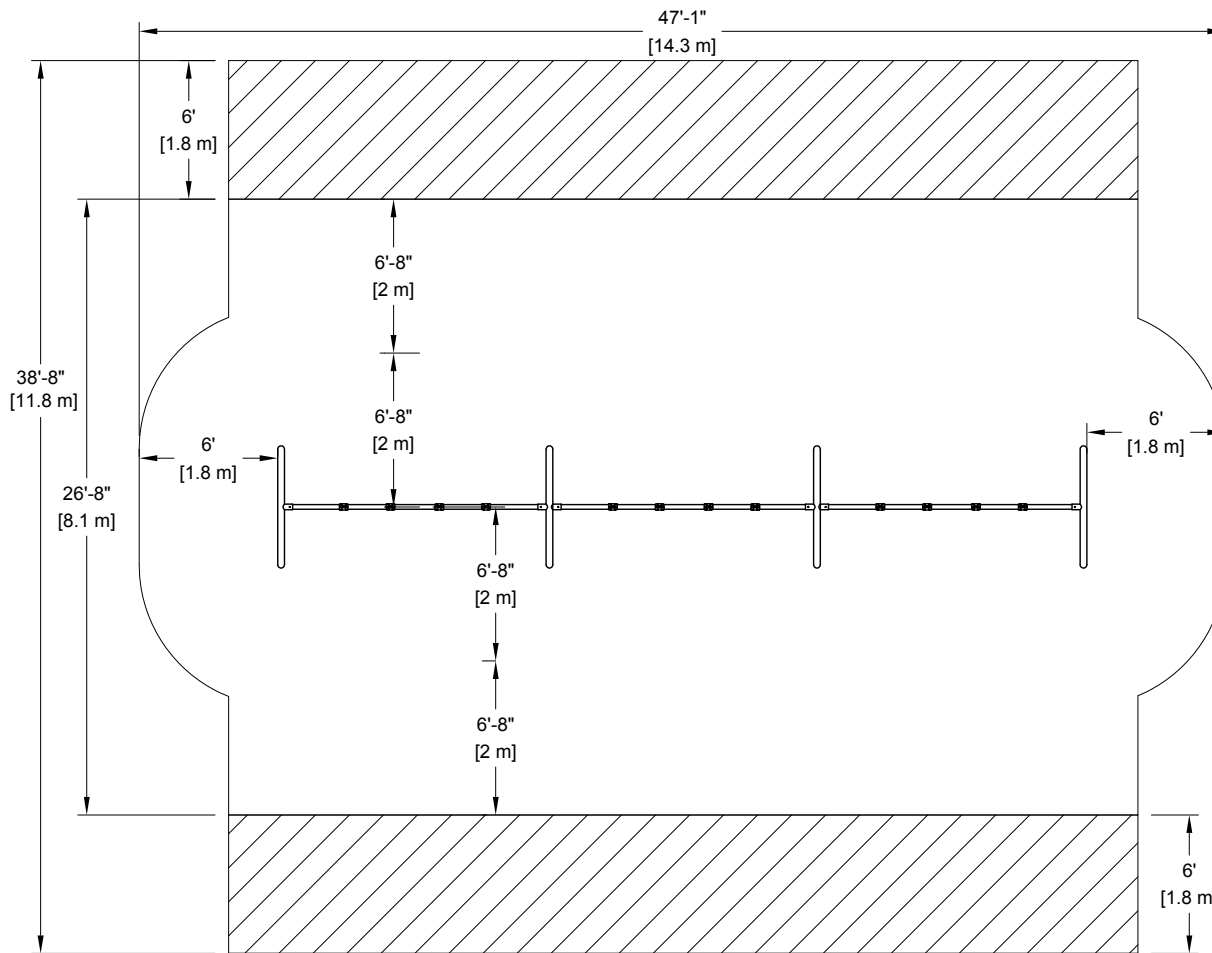 47'-1"
[14.3 m]
6'
[1.8 m]
6'-8"
[2 m]
38'-8"
[11.8 m]
6'-8"
[2 m]
6'
[1.8 m]
6'
[1.8 m]
26'-8"
[8.1 m]
6'-8"
[2 m]
6'-8"
[2 m]
6'
[1.8 m